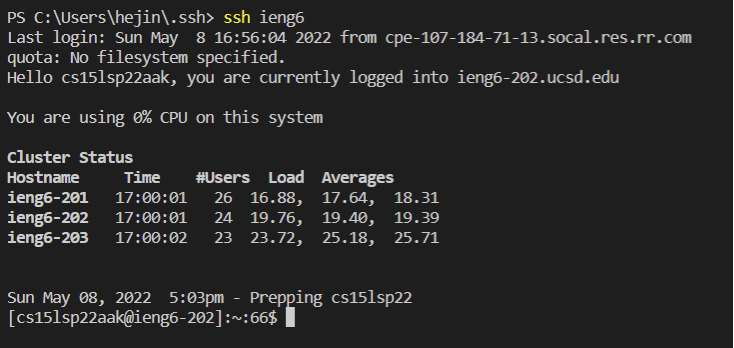 PS C:\Users\hejin\.ssh> ssh ieng6
Last login: Sun May  8 16:56:04 2022 from cpe-107-184-71-13.socal.res.rr.com
quota: No filesystem specified.
Hello cs15lsp22aak, you are currently logged into ieng6-202.ucsd.edu
You are using 0% CPU on this system
Cluster Status
Hostname     Time    #Users  Load  Averages
ieng6-201   17:00:01   26  16.88,  17.64,  18.31
ieng6-202   17:00:01   24  19.76,  19.40,  19.39
ieng6-203   17:00:02   23  23.72,  25.18,  25.71
Sun May 08, 2022  5:03pm - Prepping cs15lsp22
[cs15lsp22aak@ieng6-202]:~:66$